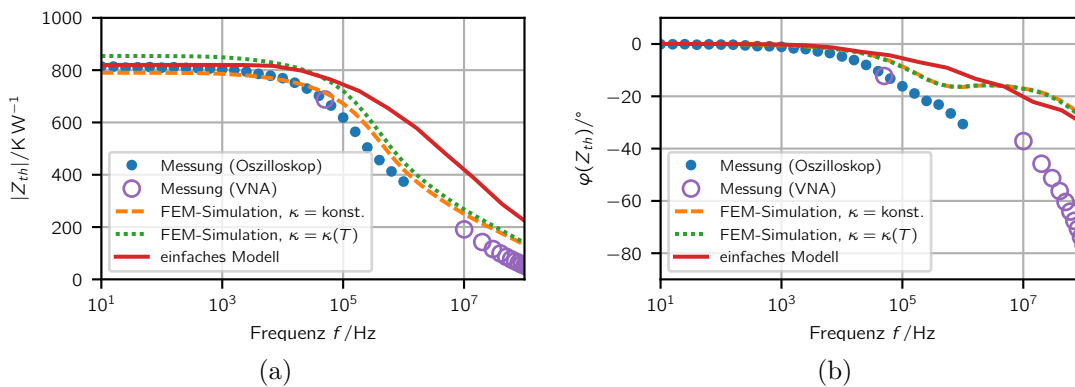 1000
800
600
400
200
0
|Z_th|/K W⁻¹
Messung (Oszilloskop)
Messung (VNA)
FEM-Simulation, κ = konst.
FEM-Simulation, κ = κ(T)
einfaches Modell
10¹ 10³ 10⁵ 10⁷
Frequenz f/Hz
(a)
0
−20
−40
−60
−80
φ(Z_th)/°
Messung (Oszilloskop)
Messung (VNA)
FEM-Simulation, κ = konst.
FEM-Simulation, κ = κ(T)
einfaches Modell
10¹ 10³ 10⁵ 10⁷
Frequenz f/Hz
(b)